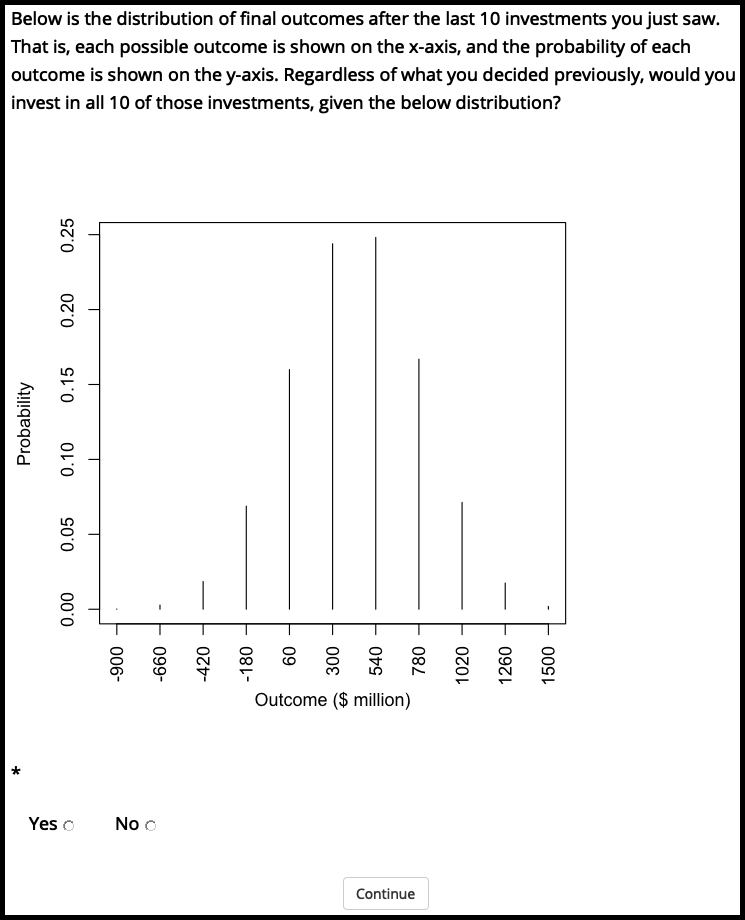 Below is the distribution of final outcomes after the last 10 investments you just saw.
That is, each possible outcome is shown on the x-axis, and the probability of each
outcome is shown on the y-axis. Regardless of what you decided previously, would you
invest in all 10 of those investments, given the below distribution?
0.25
0.20
0.15
0.10
0.05
0.00
Probability
-900
-660
-420
-180
60
300
540
780
1020
1260
1500
Outcome ($ million)
*
Yes No
Continue